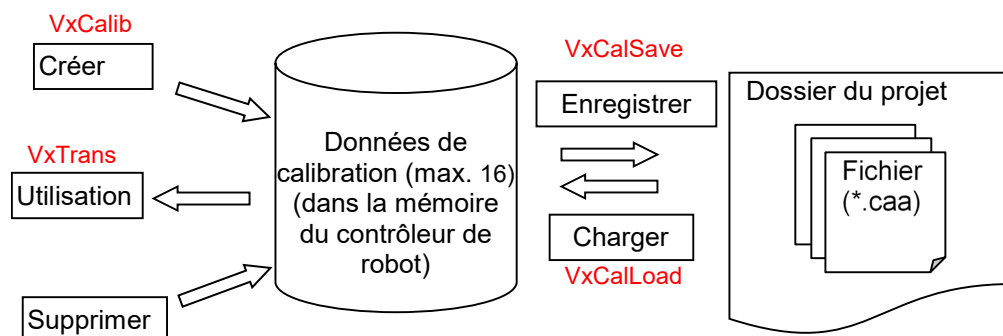 VxCalib
Créer
VxTrans
Utilisation
Supprimer
Données de
calibration (max. 16)
(dans la mémoire
du contrôleur de
robot)
VxCalSave
Enregistrer
Charger
VxCalLoad
Dossier du projet
Fichier
(*.caa)